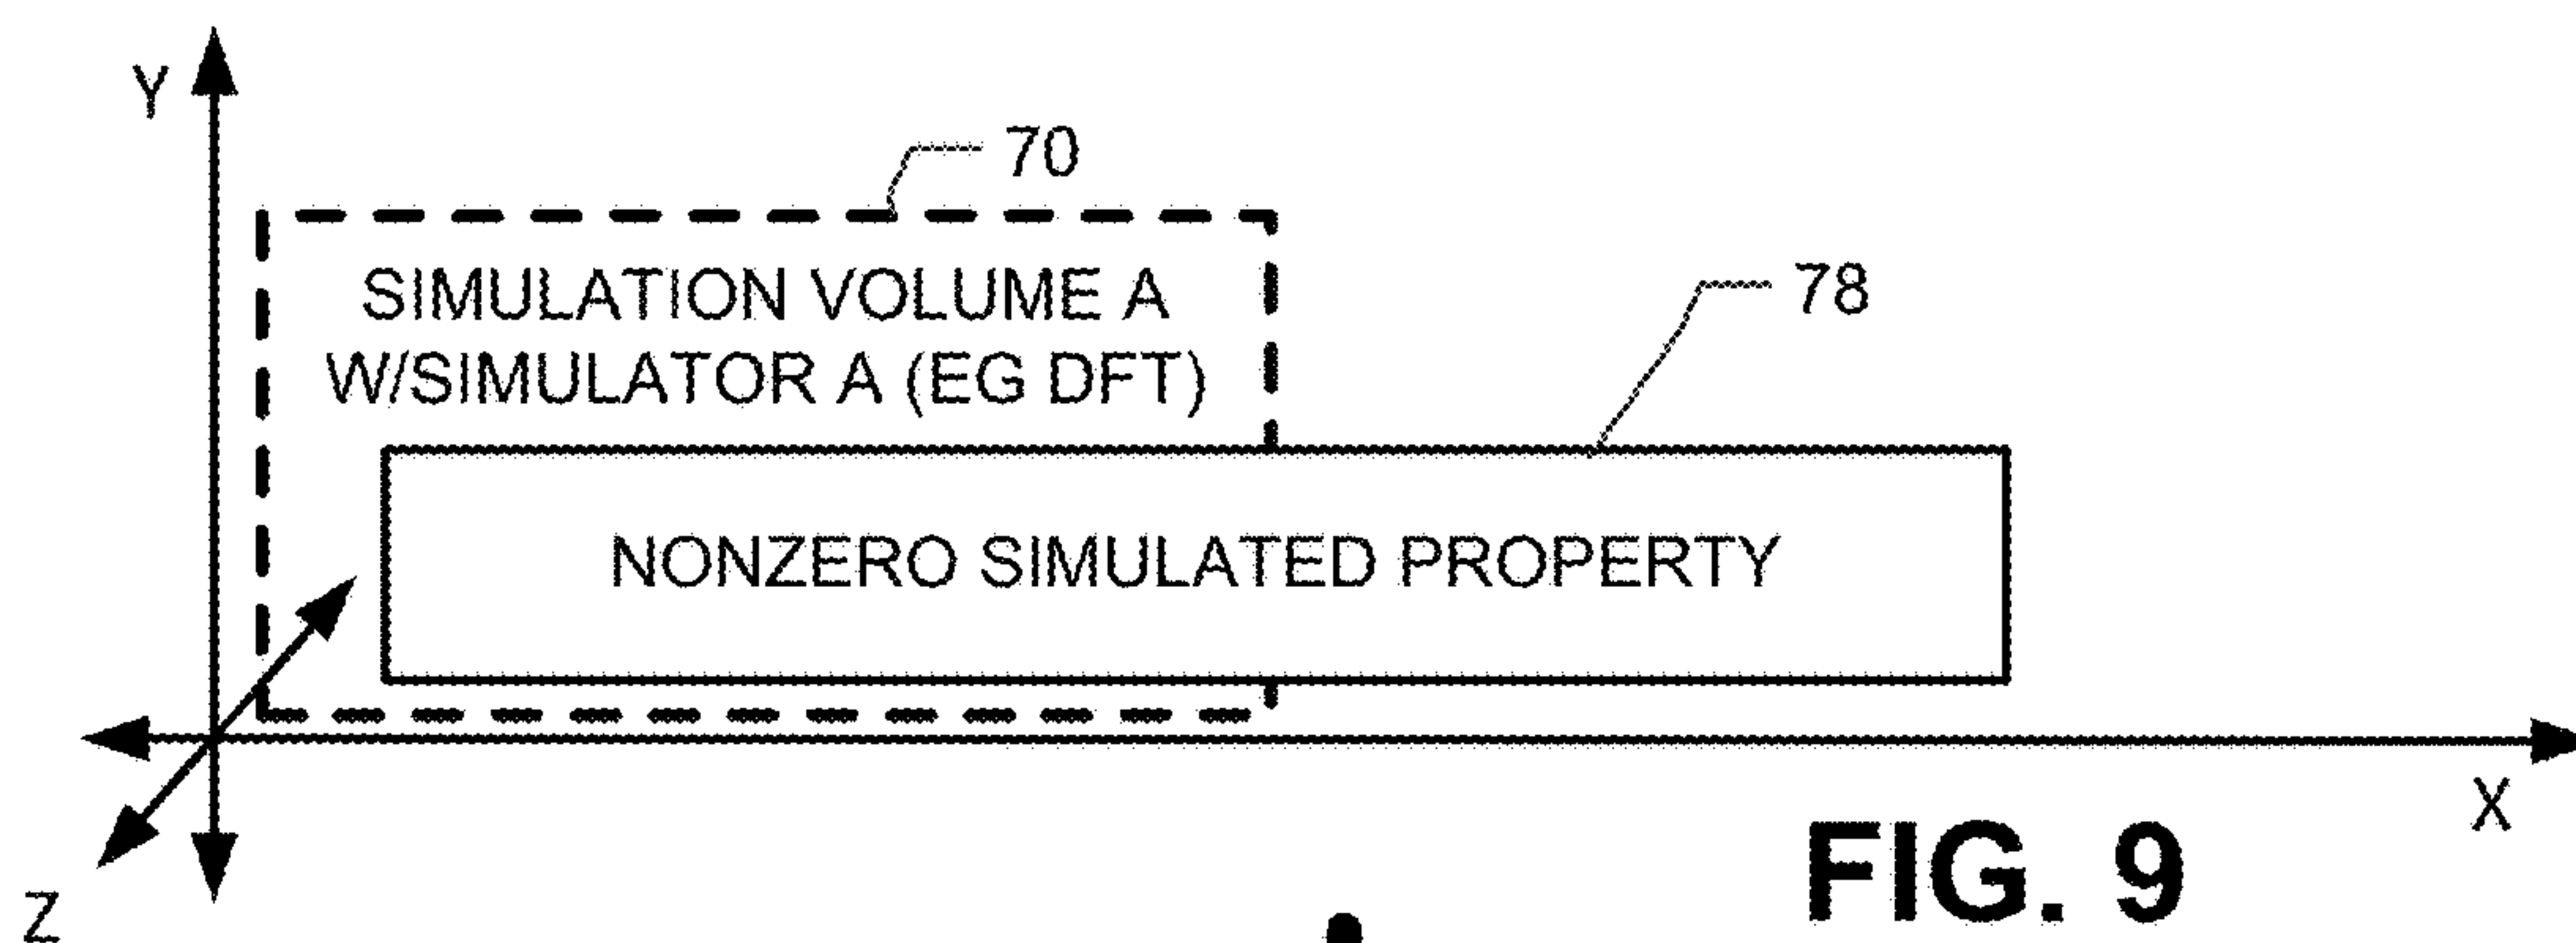 Y
70
SIMULATION VOLUME A
78
W/SIMULATOR A (EG DFT)
NONZERO SIMULATED PROPERTY
X
FIG. 9
Z